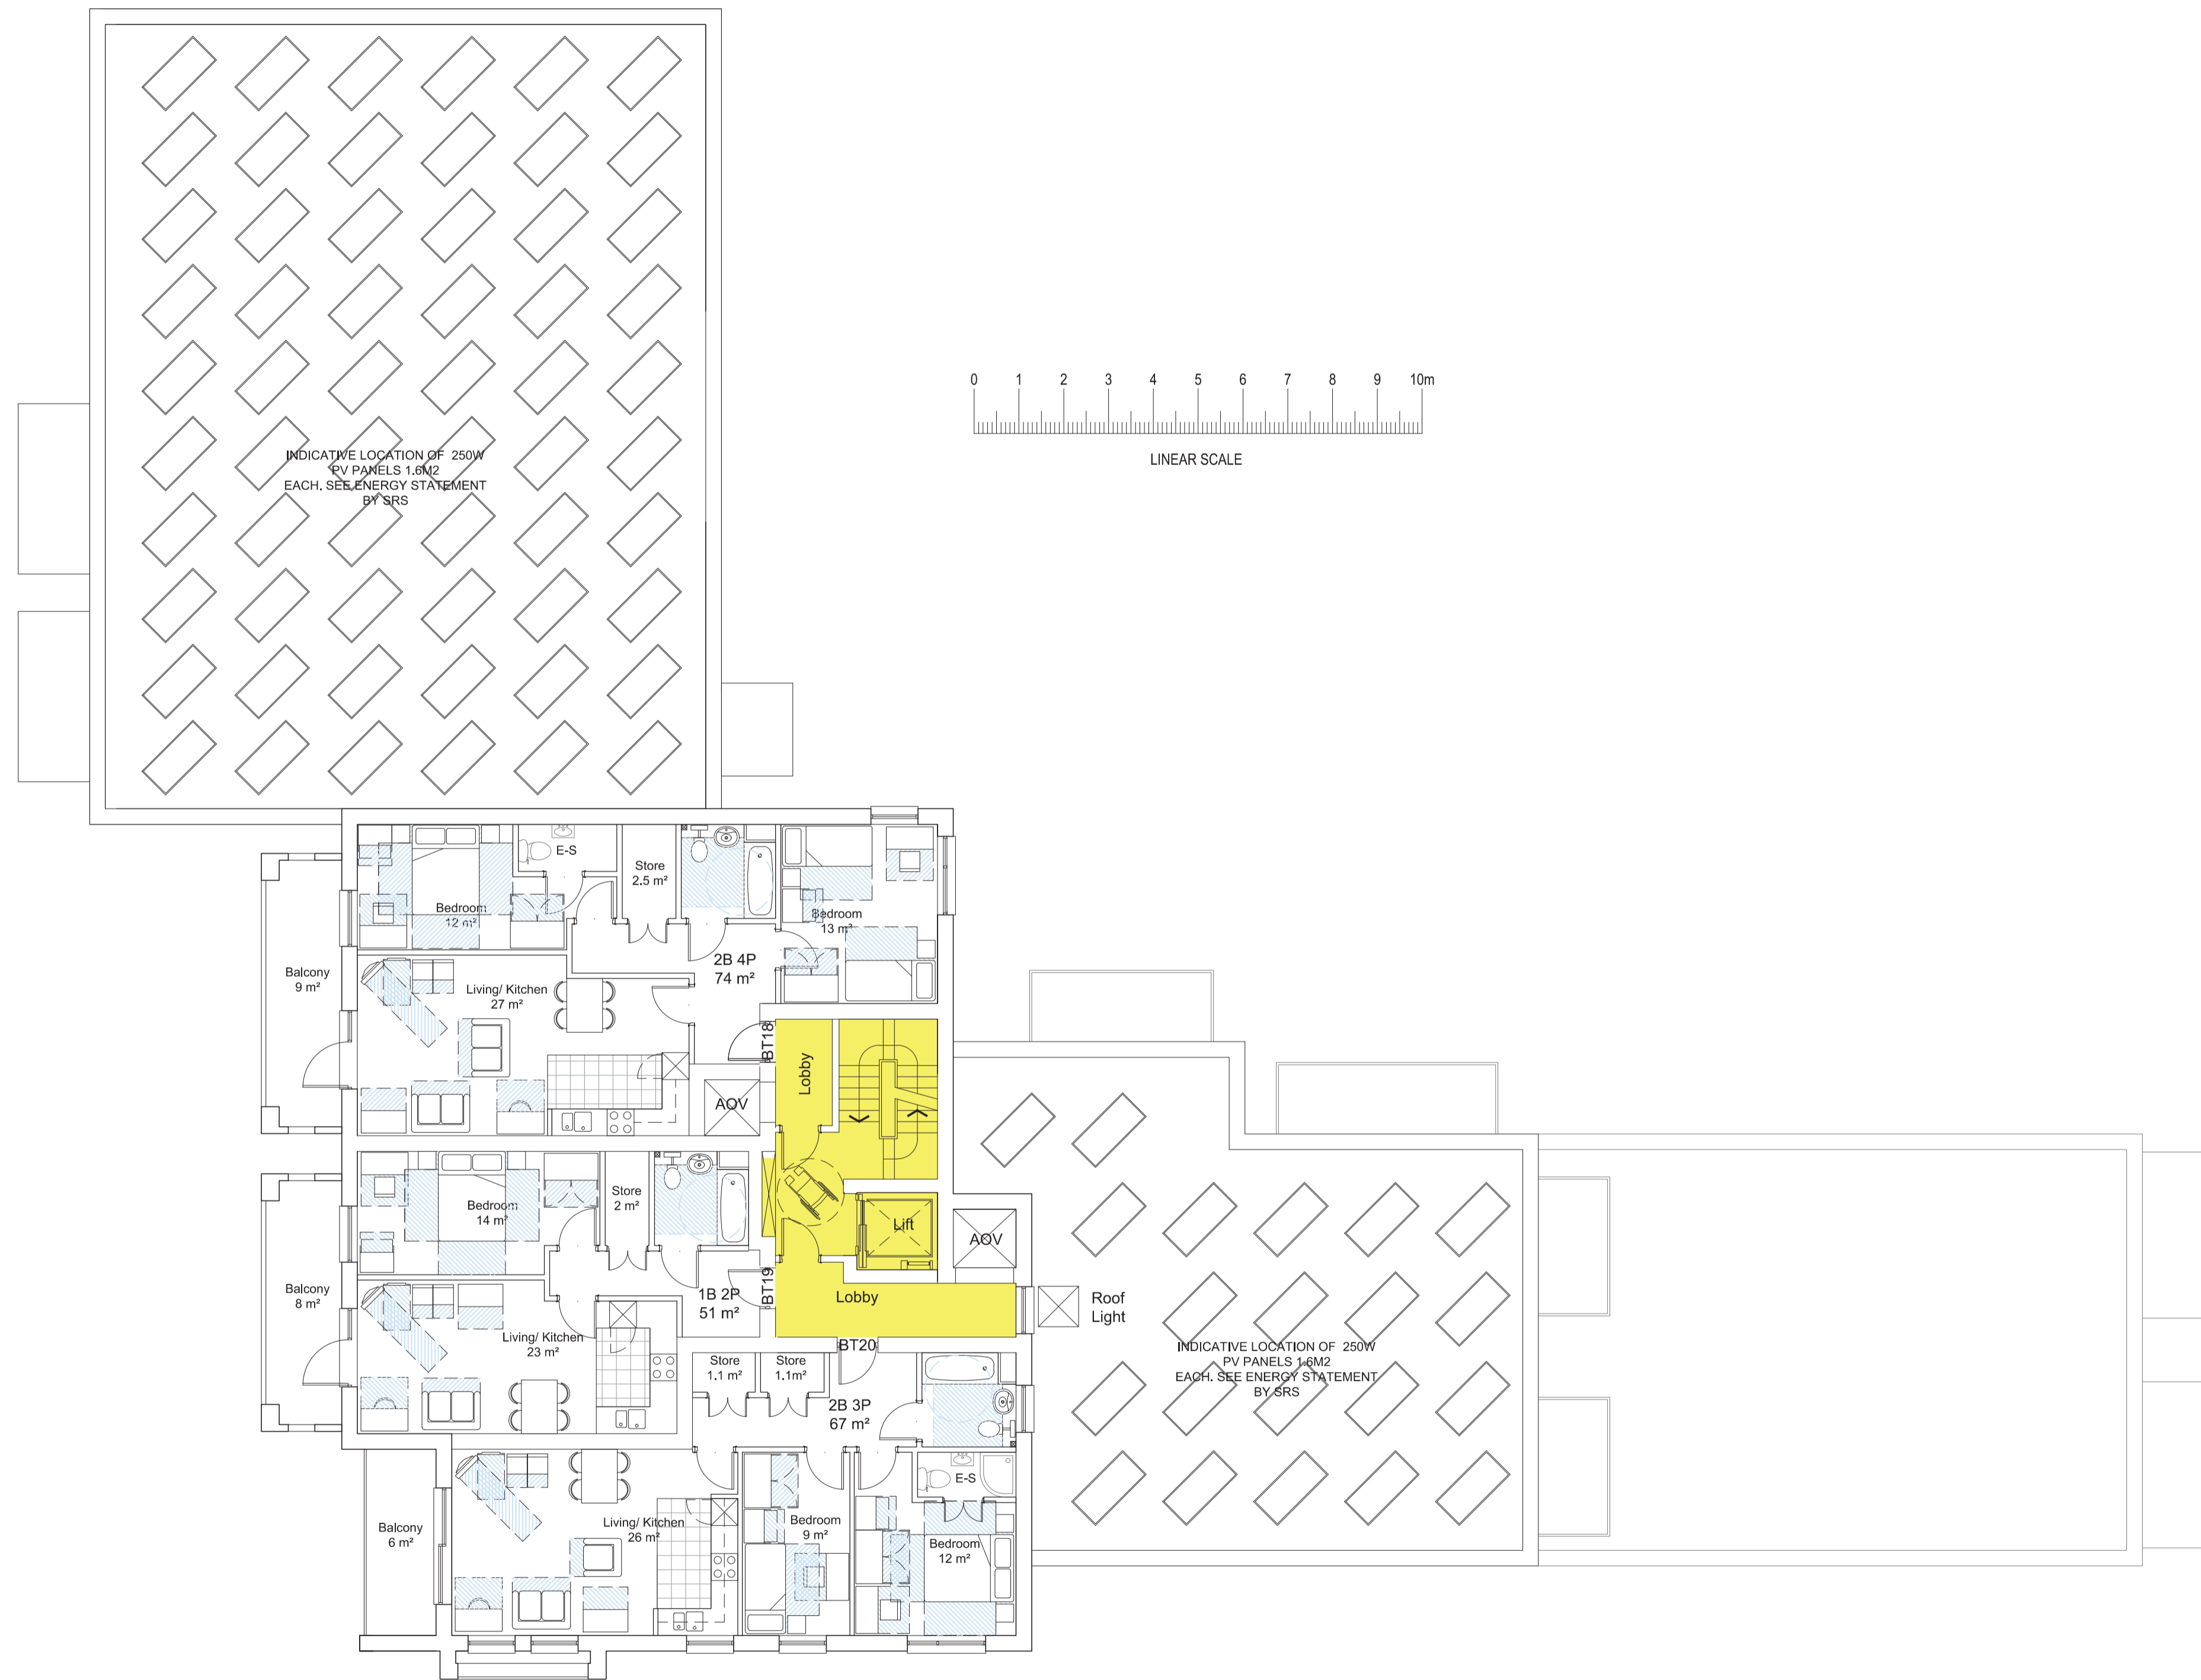 0 1 2 3 4 5 6 7 8 9 10m
LINEAR SCALE
INDICATIVE LOCATION OF 250W
PV PANELS 1.6M2
EACH. SEE ENERGY STATEMENT
BY SRS
E-S
Store
2.5 m²
Bedroom
12 m²
Bedroom
13 m²
2B 4P
74 m²
Balcony
9 m²
Living/ Kitchen
27 m²
BT18
Lobby
AOV
Bedroom
14 m²
Store
2 m²
Lift
AOV
Balcony
8 m²
1B 2P
51 m²
BT19
Lobby
Roof
Light
Living/ Kitchen
23 m²
BT20
Store
1.1 m²
Store
1.1m²
2B 3P
67 m²
INDICATIVE LOCATION OF 250W
PV PANELS 1.6M2
EACH. SEE ENERGY STATEMENT
BY SRS
E-S
Balcony
6 m²
Living/ Kitchen
26 m²
Bedroom
9 m²
Bedroom
12 m²